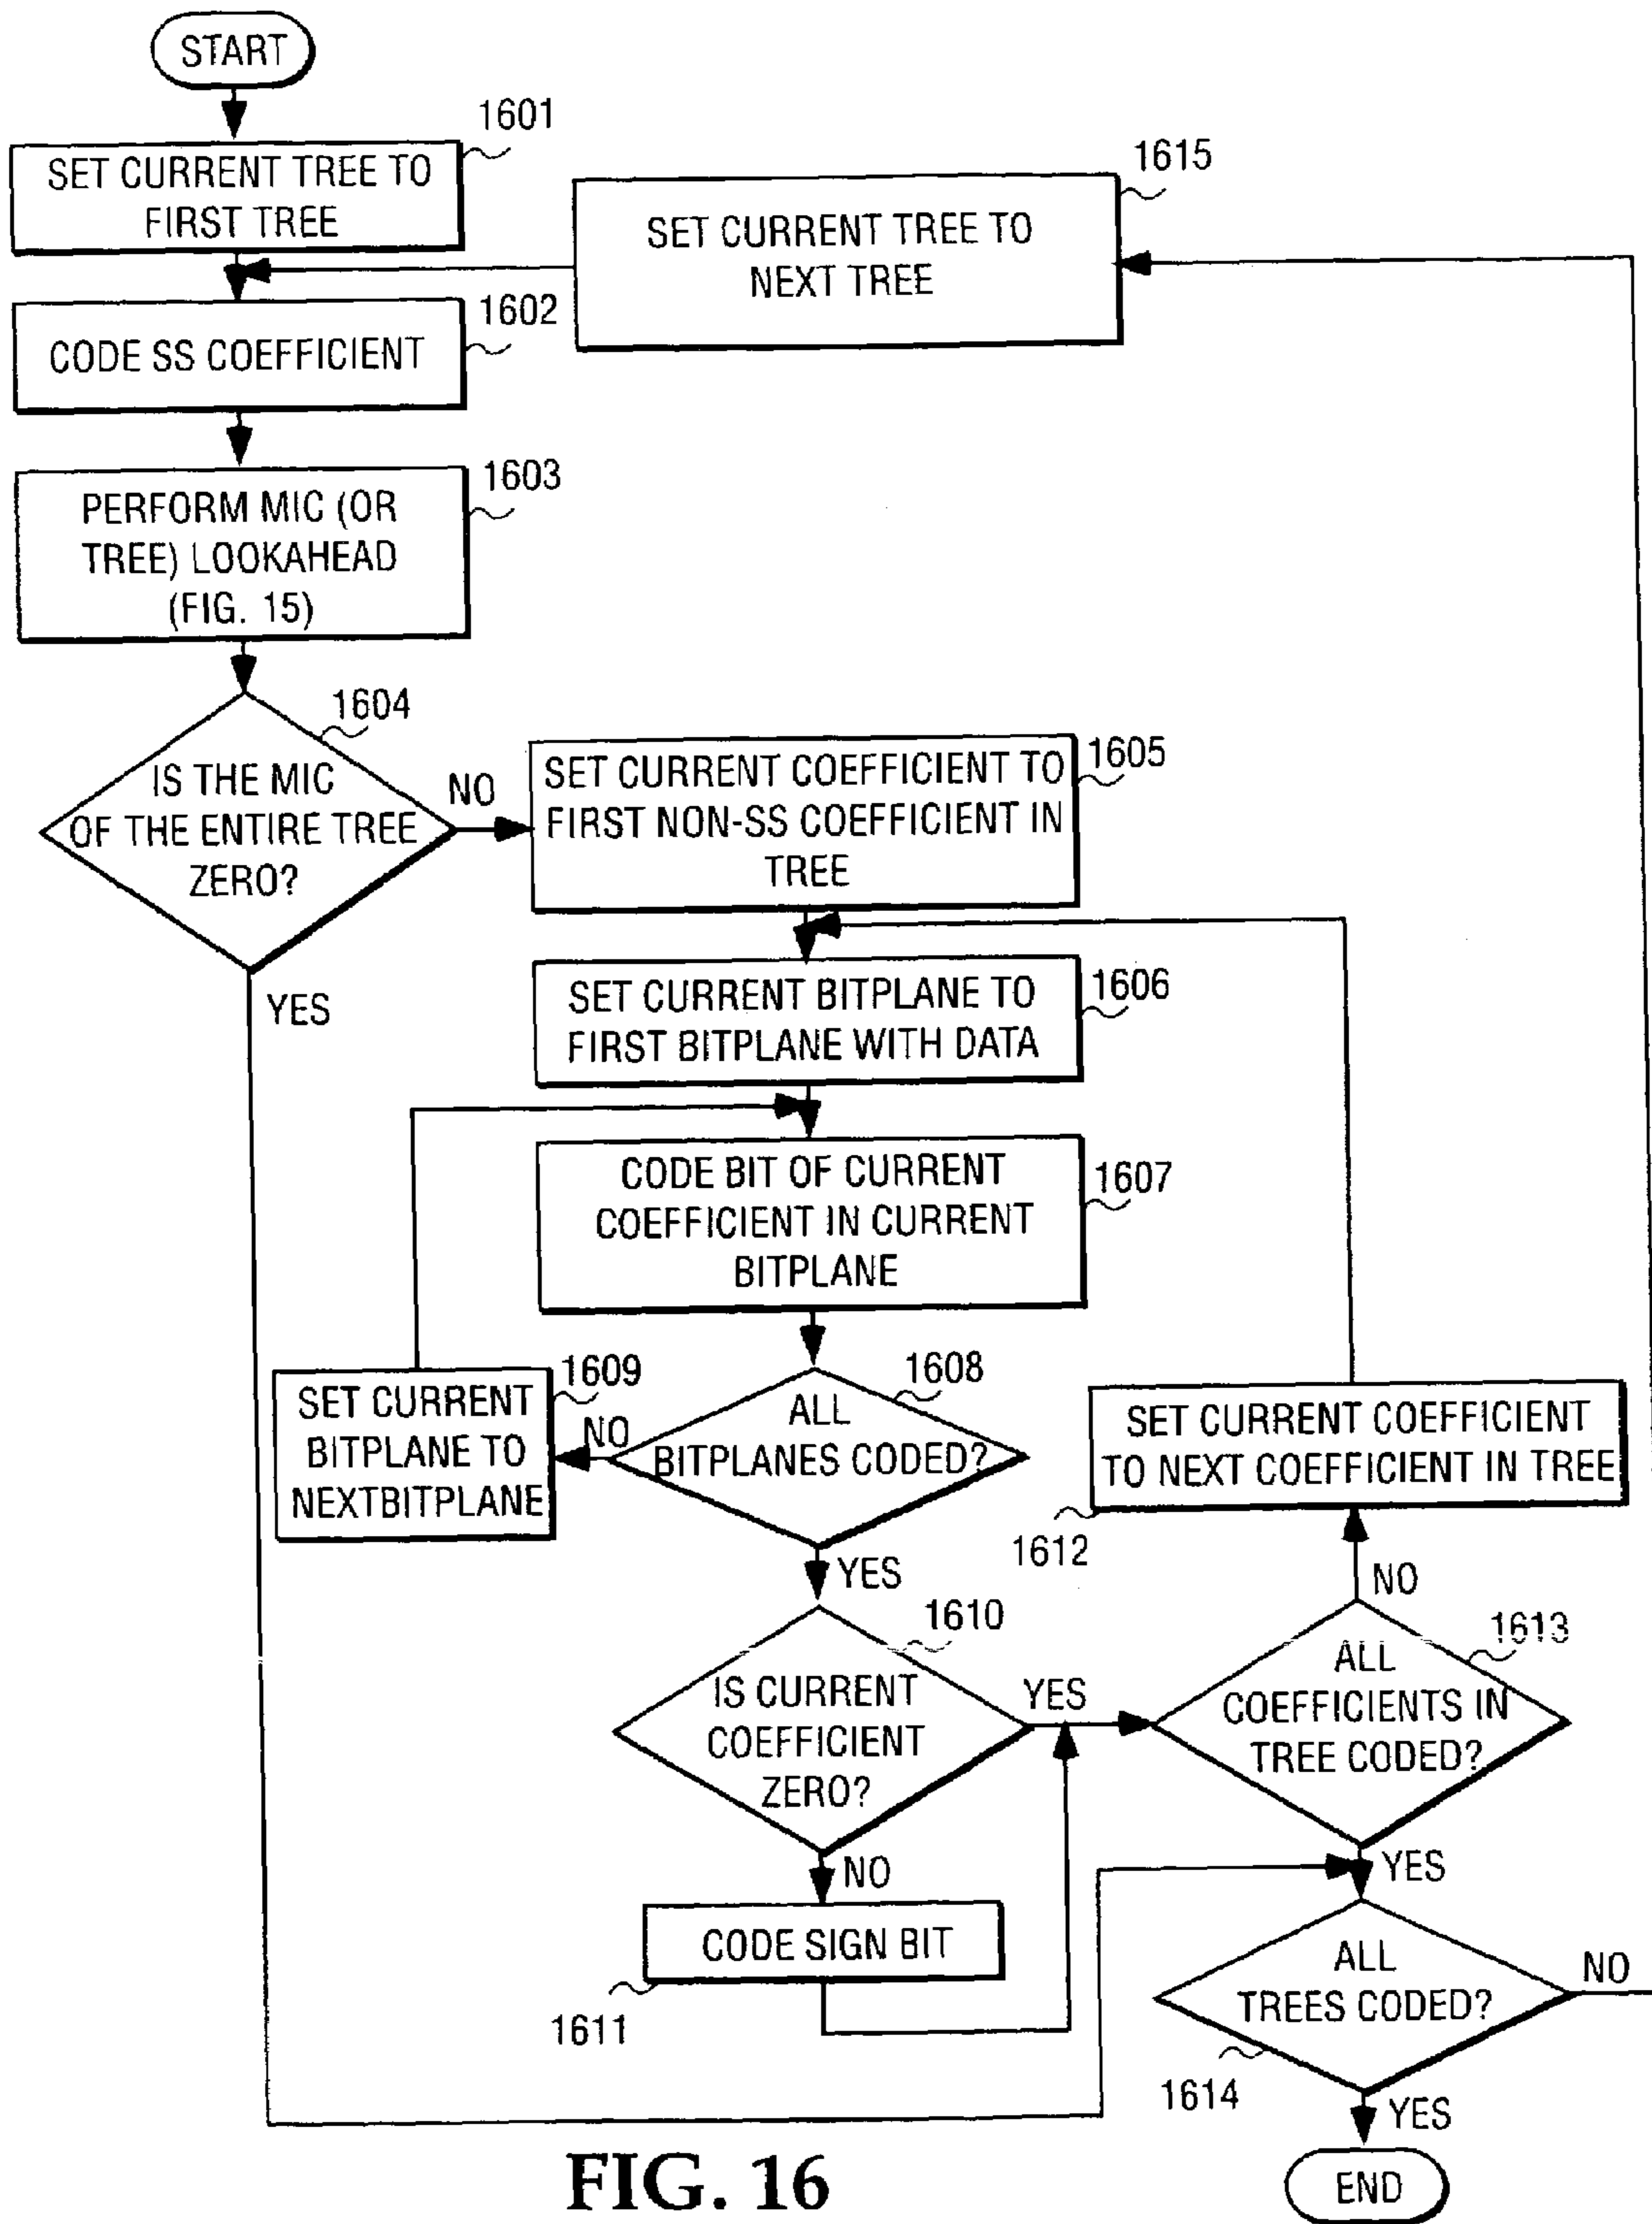 START
1601
SET CURRENT TREE TO
FIRST TREE
1615
SET CURRENT TREE TO
NEXT TREE
1602
CODE SS COEFFICIENT
1603
PERFORM MIC (OR
TREE) LOOKAHEAD
(FIG. 15)
1604
IS THE MIC
OF THE ENTIRE TREE
ZERO?
NO
YES
1605
SET CURRENT COEFFICIENT TO
FIRST NON-SS COEFFICIENT IN
TREE
1606
SET CURRENT BITPLANE TO
FIRST BITPLANE WITH DATA
1607
CODE BIT OF CURRENT
COEFFICIENT IN CURRENT
BITPLANE
1608
ALL
BITPLANES CODED?
NO
YES
1609
SET CURRENT
BITPLANE TO
NEXTBITPLANE
1610
IS CURRENT
COEFFICIENT
ZERO?
YES
NO
CODE SIGN BIT
1611
SET CURRENT COEFFICIENT
TO NEXT COEFFICIENT IN TREE
1612
NO
1613
ALL
COEFFICIENTS IN
TREE CODED?
YES
ALL
TREES CODED?
NO
1614
YES
END
FIG. 16